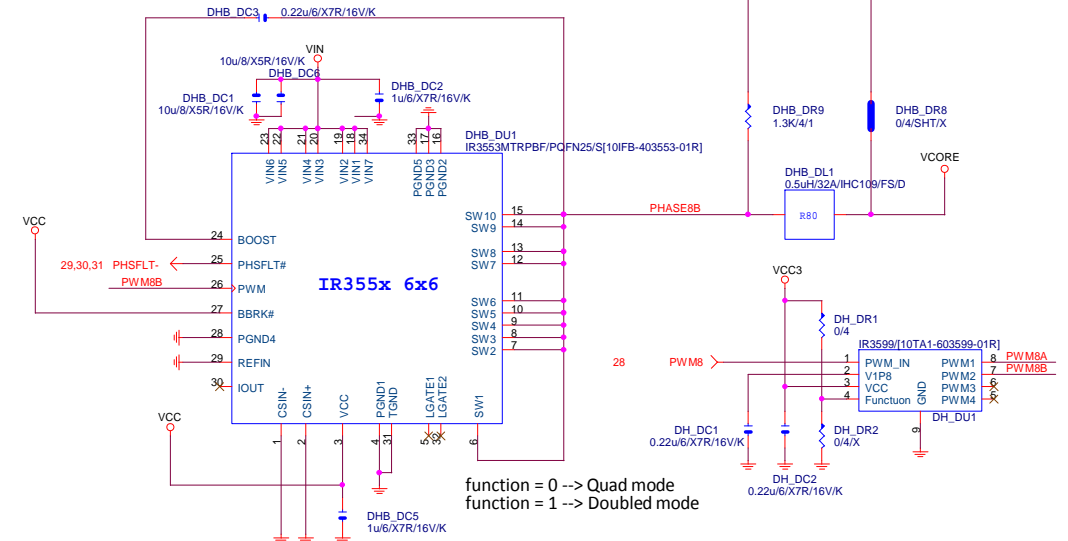 DHB_DC3
0.22u/6/X7R/16V/K
VIN
10u/8/X5R/16V/K
DHB_DC6
DHB_DC1
10u/8/X5R/16V/K
DHB_DC2
1u/6/X7R/16V/K
DHB_DU1
IR3553MTRPBF/PQFN25/S[10IFB-403553-01R]
23 22 21 20 19 18 34 33 17 16
VIN6 VIN5 VIN4 VIN3 VIN2 VIN1 VIN7 PGND5 PGND3 PGND2
DHB_DR9
1.3K/4/1
DHB_DR8
0/4/SHT/X
VCORE
DHB_DL1
0.5uH/32A/IHC109/FS/D
R80
PHASE8B
VCC
24 BOOST
29,30,31 PHSFLT- 25 PHSFLT#
PWM8B 26 PWM
27 BBRK#
28 PGND4
29 REFIN
30 IOUT
IR355x 6x6
SW10 15
SW9 14
SW8 13
SW7 12
SW6 11
SW5 10
SW4 9
SW3 8
SW2 7
CSIN- CSIN+ VCC PGND1 TGND LGATE1 LGATE2 SW1
1 2 3 4 31 5 32 6
VCC
DHB_DC5
1u/6/X7R/16V/K
VCC3
DH_DR1
0/4
IR3599/[10TA1-603599-01R]
28 PWM8
1 PWM_IN
2 V1P8
3 VCC
4 Functuon
GND
9
PWM1 8 PWM8A
PWM2 7 PWM8B
PWM3 6
PWM4 5
DH_DU1
DH_DC1
0.22u/6/X7R/16V/K
DH_DR2
0/4/X
DH_DC2
0.22u/6/X7R/16V/K
function = 0 --> Quad mode
function = 1 --> Doubled mode